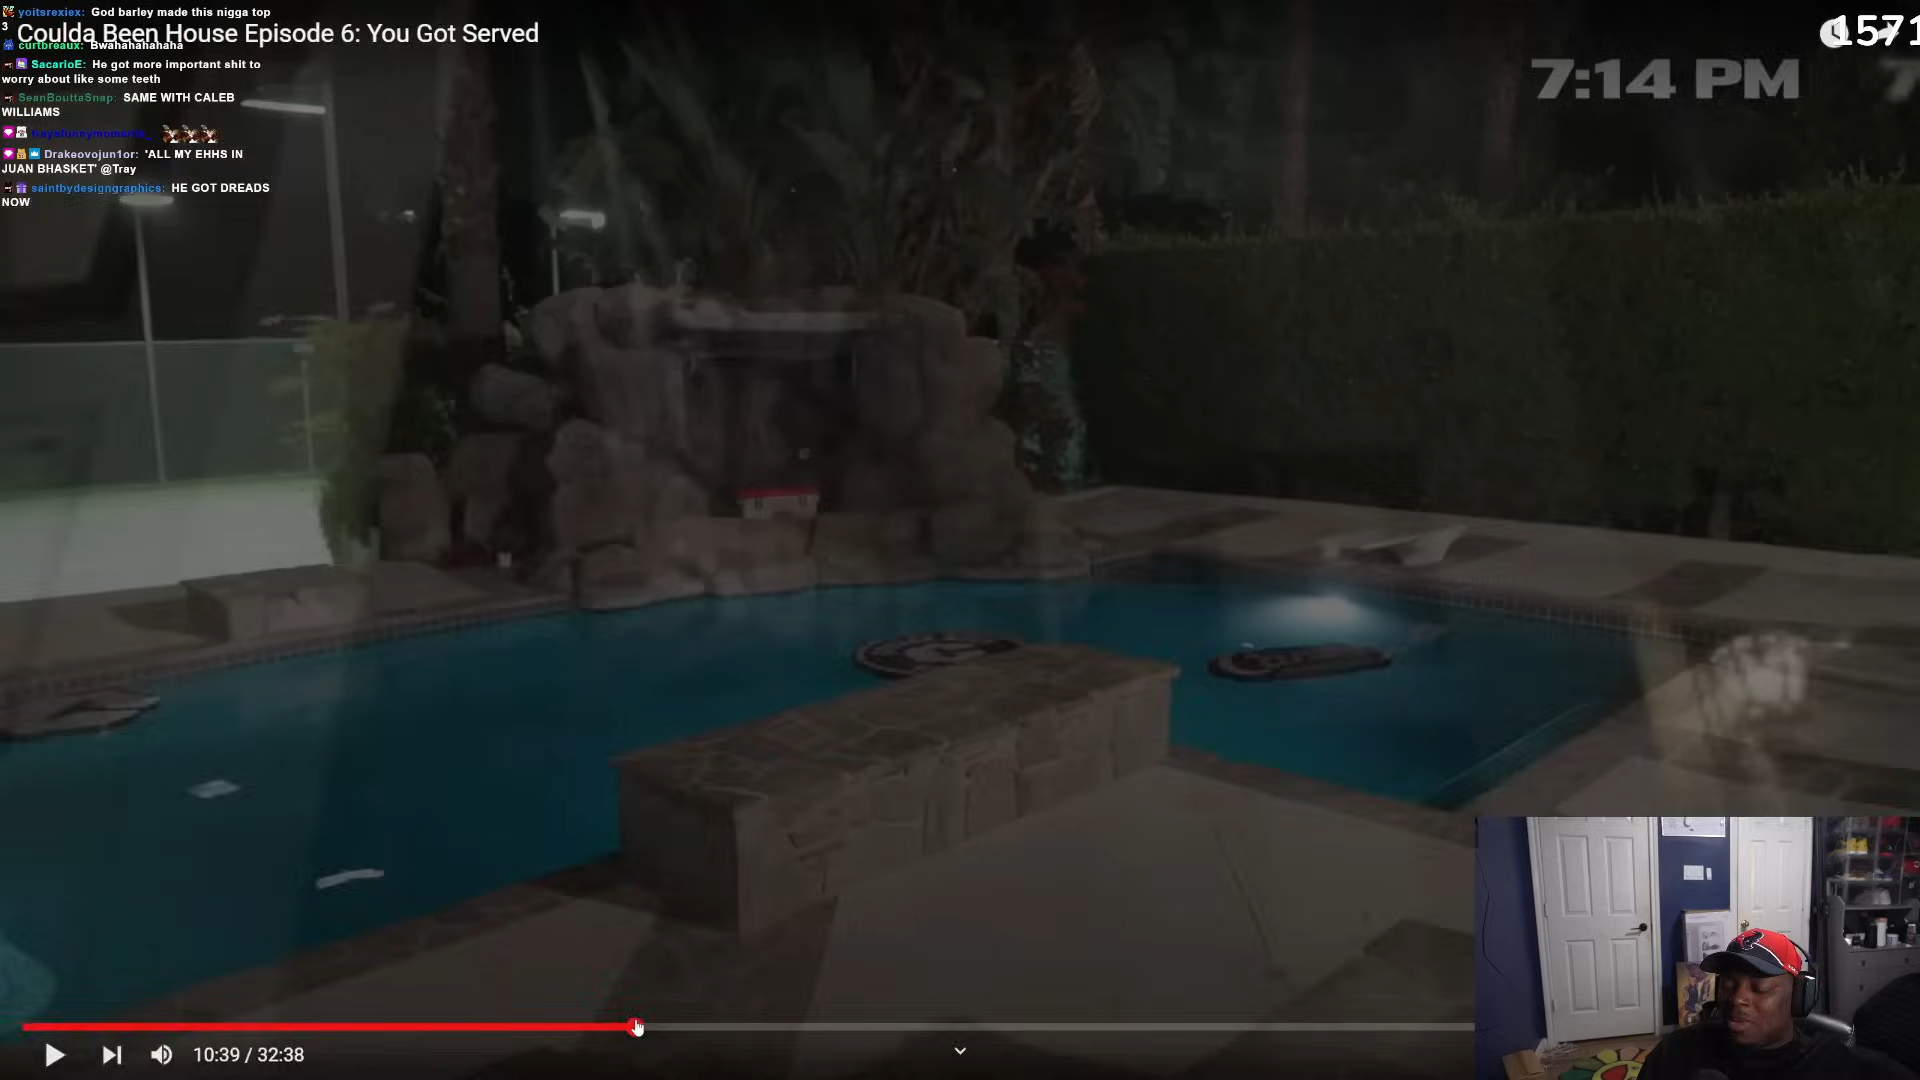 yoitsrexiex: God barley made this nigga top
3
Coulda Been House Episode 6: You Got Served
curtbreaux: Bwahahahahaha
SacarioE: He got more important shit to
worry about like some teeth
SeanBouttaSnap: SAME WITH CALEB
WILLIAMS
Drakeovojun1or: 'ALL MY EHHS IN
JUAN BHASKET' @Tray
saintbydesigngraphics: HE GOT DREADS
NOW
1571
7:14 PM
10:39 / 32:38